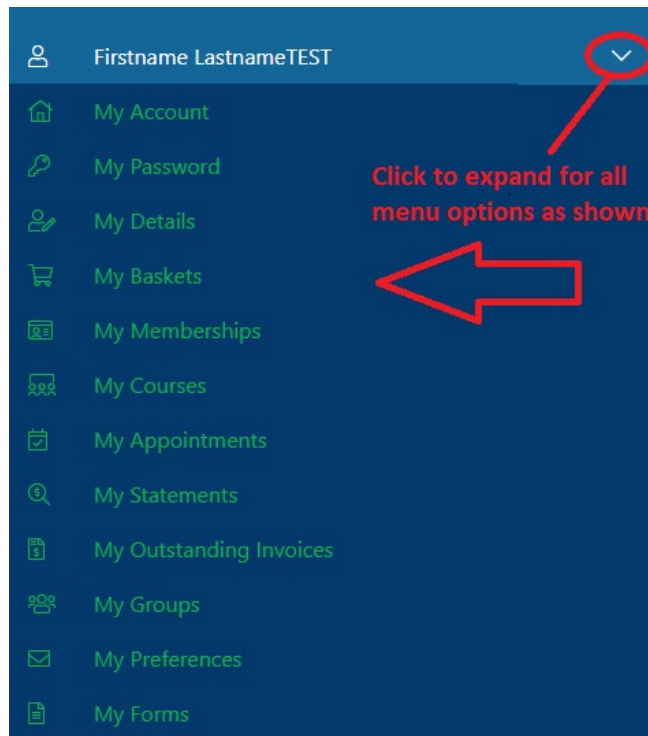 Firstname LastnameTEST
My Account
My Password
Click to expand for all
menu options as shown
My Details
My Baskets
My Memberships
My Courses
My Appointments
My Statements
My Outstanding Invoices
My Groups
My Preferences
My Forms